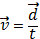 v⃗ = d⃗/t